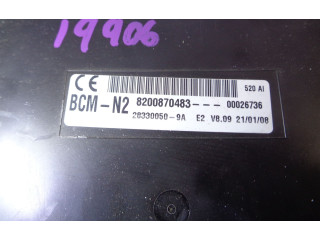 19906
CE
520 AI
BCM-N2 8200870483--- 00026736
28330050-9A E2 V8.09 21/01/08